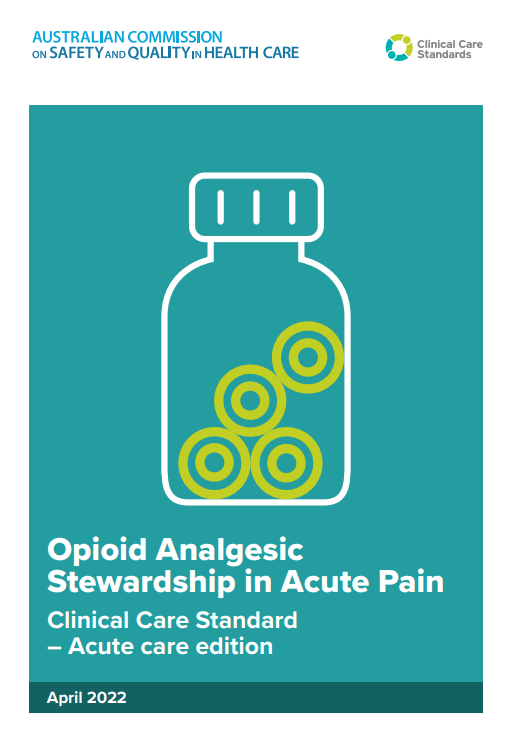 AUSTRALIAN COMMISSION
ON SAFETY AND QUALITY IN HEALTH CARE
Clinical Care
Standards
Opioid Analgesic
Stewardship in Acute Pain
Clinical Care Standard
– Acute care edition
April 2022